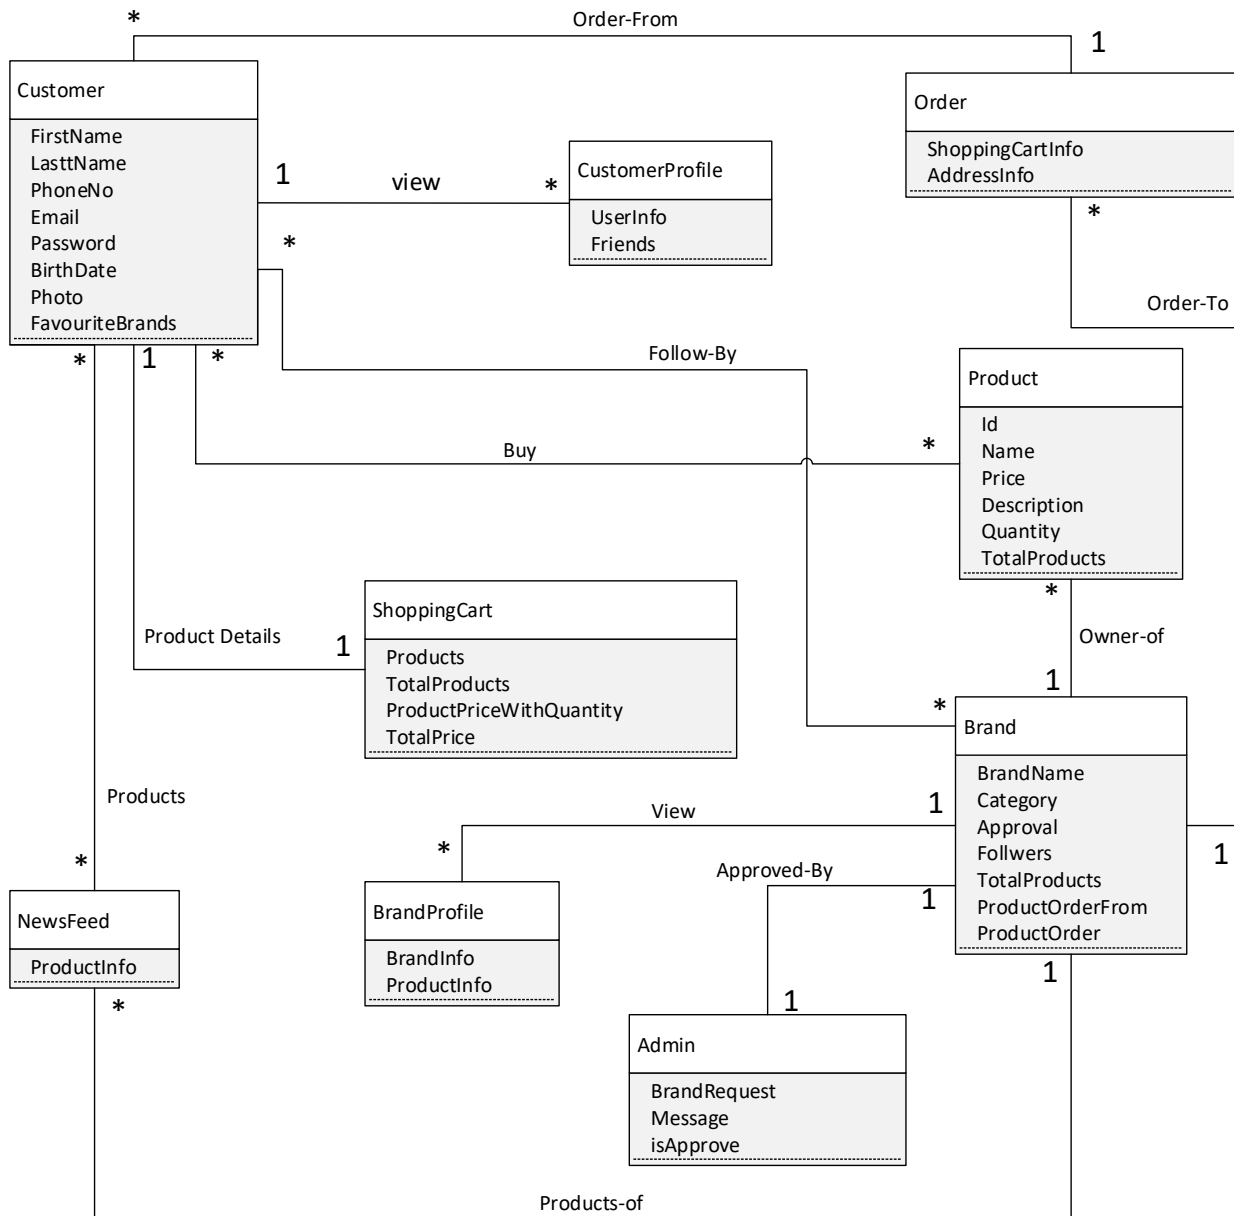 *
Order-From
1
Customer
FirstName
LasttName
PhoneNo
Email
Password
BirthDate
Photo
FavouriteBrands
1
view
*
CustomerProfile
UserInfo
Friends
Order
ShoppingCartInfo
AddressInfo
*
Order-To
*
*
1
*
Follow-By
Buy
*
Product
Id
Name
Price
Description
Quantity
TotalProducts
*
Owner-of
1
Product Details
1
ShoppingCart
Products
TotalProducts
ProductPriceWithQuantity
TotalPrice
*
Brand
BrandName
Category
Approval
Follwers
TotalProducts
ProductOrderFrom
ProductOrder
1
1
View
1
*
Approved-By
1
Products
*
NewsFeed
ProductInfo
*
BrandProfile
BrandInfo
ProductInfo
1
Admin
BrandRequest
Message
isApprove
Products-of